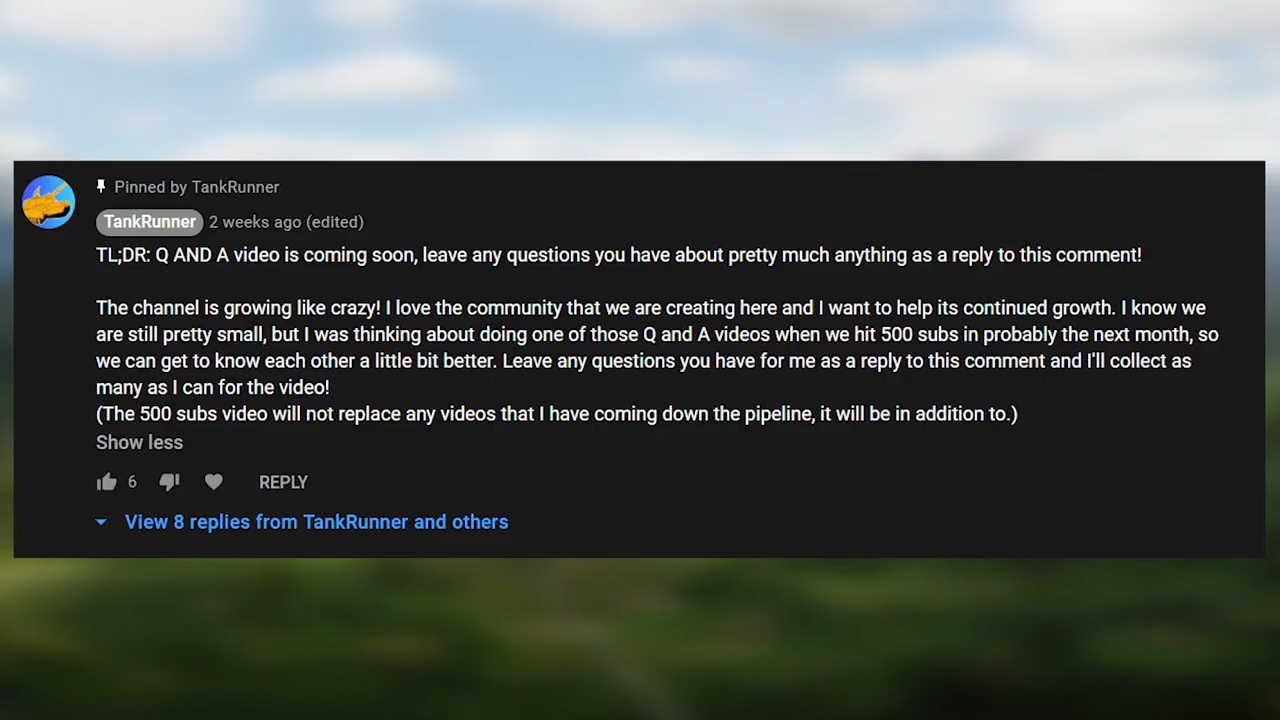 Pinned by TankRunner
TankRunner 2 weeks ago (edited)
TL;DR: Q AND A video is coming soon, leave any questions you have about pretty much anything as a reply to this comment!
The channel is growing like crazy! I love the community that we are creating here and I want to help its continued growth. I know we
are still pretty small, but I was thinking about doing one of those Q and A videos when we hit 500 subs in probably the next month, so
we can get to know each other a little bit better. Leave any questions you have for me as a reply to this comment and I'll collect as
many as I can for the video!
(The 500 subs video will not replace any videos that I have coming down the pipeline, it will be in addition to.)
Show less
6 REPLY
View 8 replies from TankRunner and others